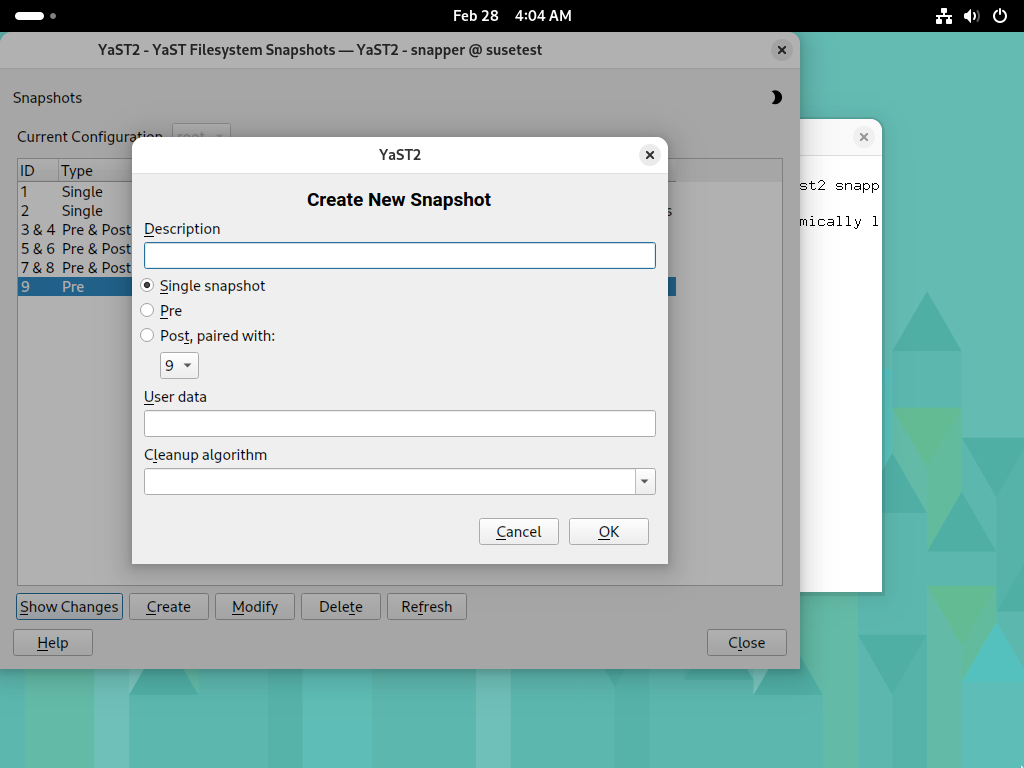 Feb 28 4:04 AM
YaST2 - YaST Filesystem Snapshots — YaST2 - snapper @ susetest
Snapshots
Current Configuration root
ID Type
1 Single
2 Single
3 & 4 Pre & Post
5 & 6 Pre & Post
7 & 8 Pre & Post
9 Pre
YaST2
Create New Snapshot
Description
Single snapshot
Pre
Post, paired with:
9
User data
Cleanup algorithm
Cancel OK
Show Changes Create Modify Delete Refresh
Help Close
st2 snapp
mically l